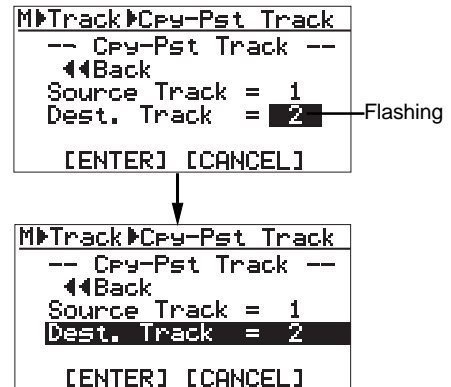 M▶Track▶Cpy-Pst Track
-- Cpy-Pst Track --
◀◀Back
Source Track = 1
Dest. Track = 2 Flashing
[ENTER] [CANCEL]
M▶Track▶Cpy-Pst Track
-- Cpy-Pst Track --
◀◀Back
Source Track = 1
Dest. Track = 2
[ENTER] [CANCEL]